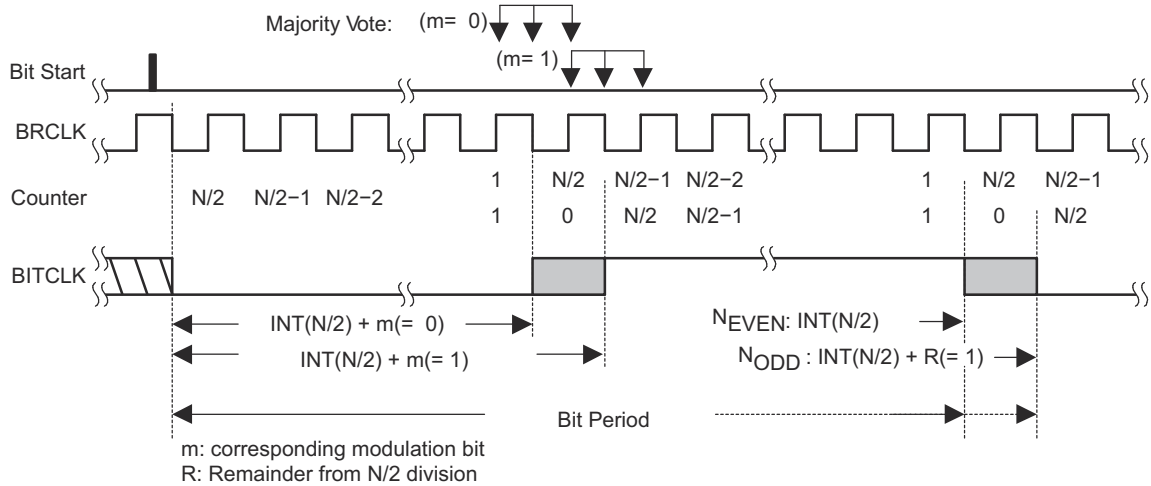 Majority Vote: (m= 0)
(m= 1)
Bit Start
BRCLK
Counter
N/2 N/2−1 N/2−2 1 N/2 N/2−1 N/2−2 1 N/2 N/2−1
1 0 N/2 N/2−1 1 0 N/2
BITCLK
INT(N/2) + m(= 0)
NEVEN: INT(N/2)
INT(N/2) + m(= 1)
NODD : INT(N/2) + R(= 1)
Bit Period
m: corresponding modulation bit
R: Remainder from N/2 division